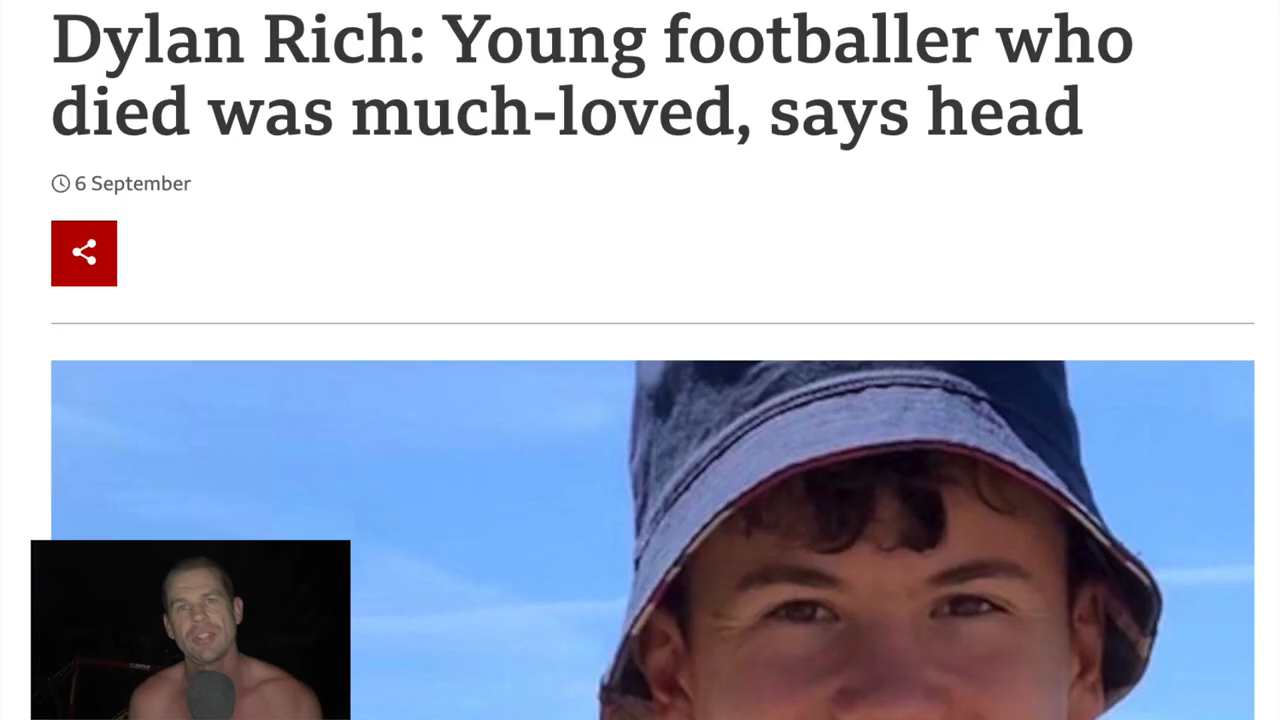 Dylan Rich: Young footballer who
died was much-loved, says head
6 September